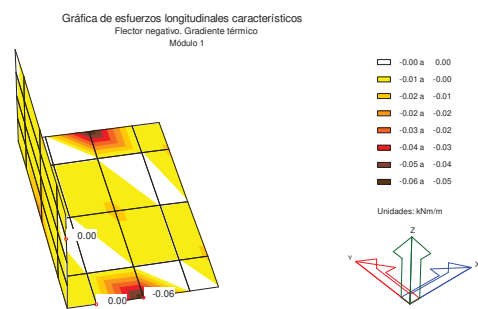 Gráfica de esfuerzos longitudinales característicos
Flector negativo. Gradiente térmico
Módulo 1
-0.00 a 0.00
-0.01 a -0.00
-0.02 a -0.01
-0.02 a -0.02
-0.03 a -0.02
-0.04 a -0.03
-0.05 a -0.04
-0.06 a -0.05
Unidades: kNm/m
0.00
0.00
-0.06
Z
Y
X